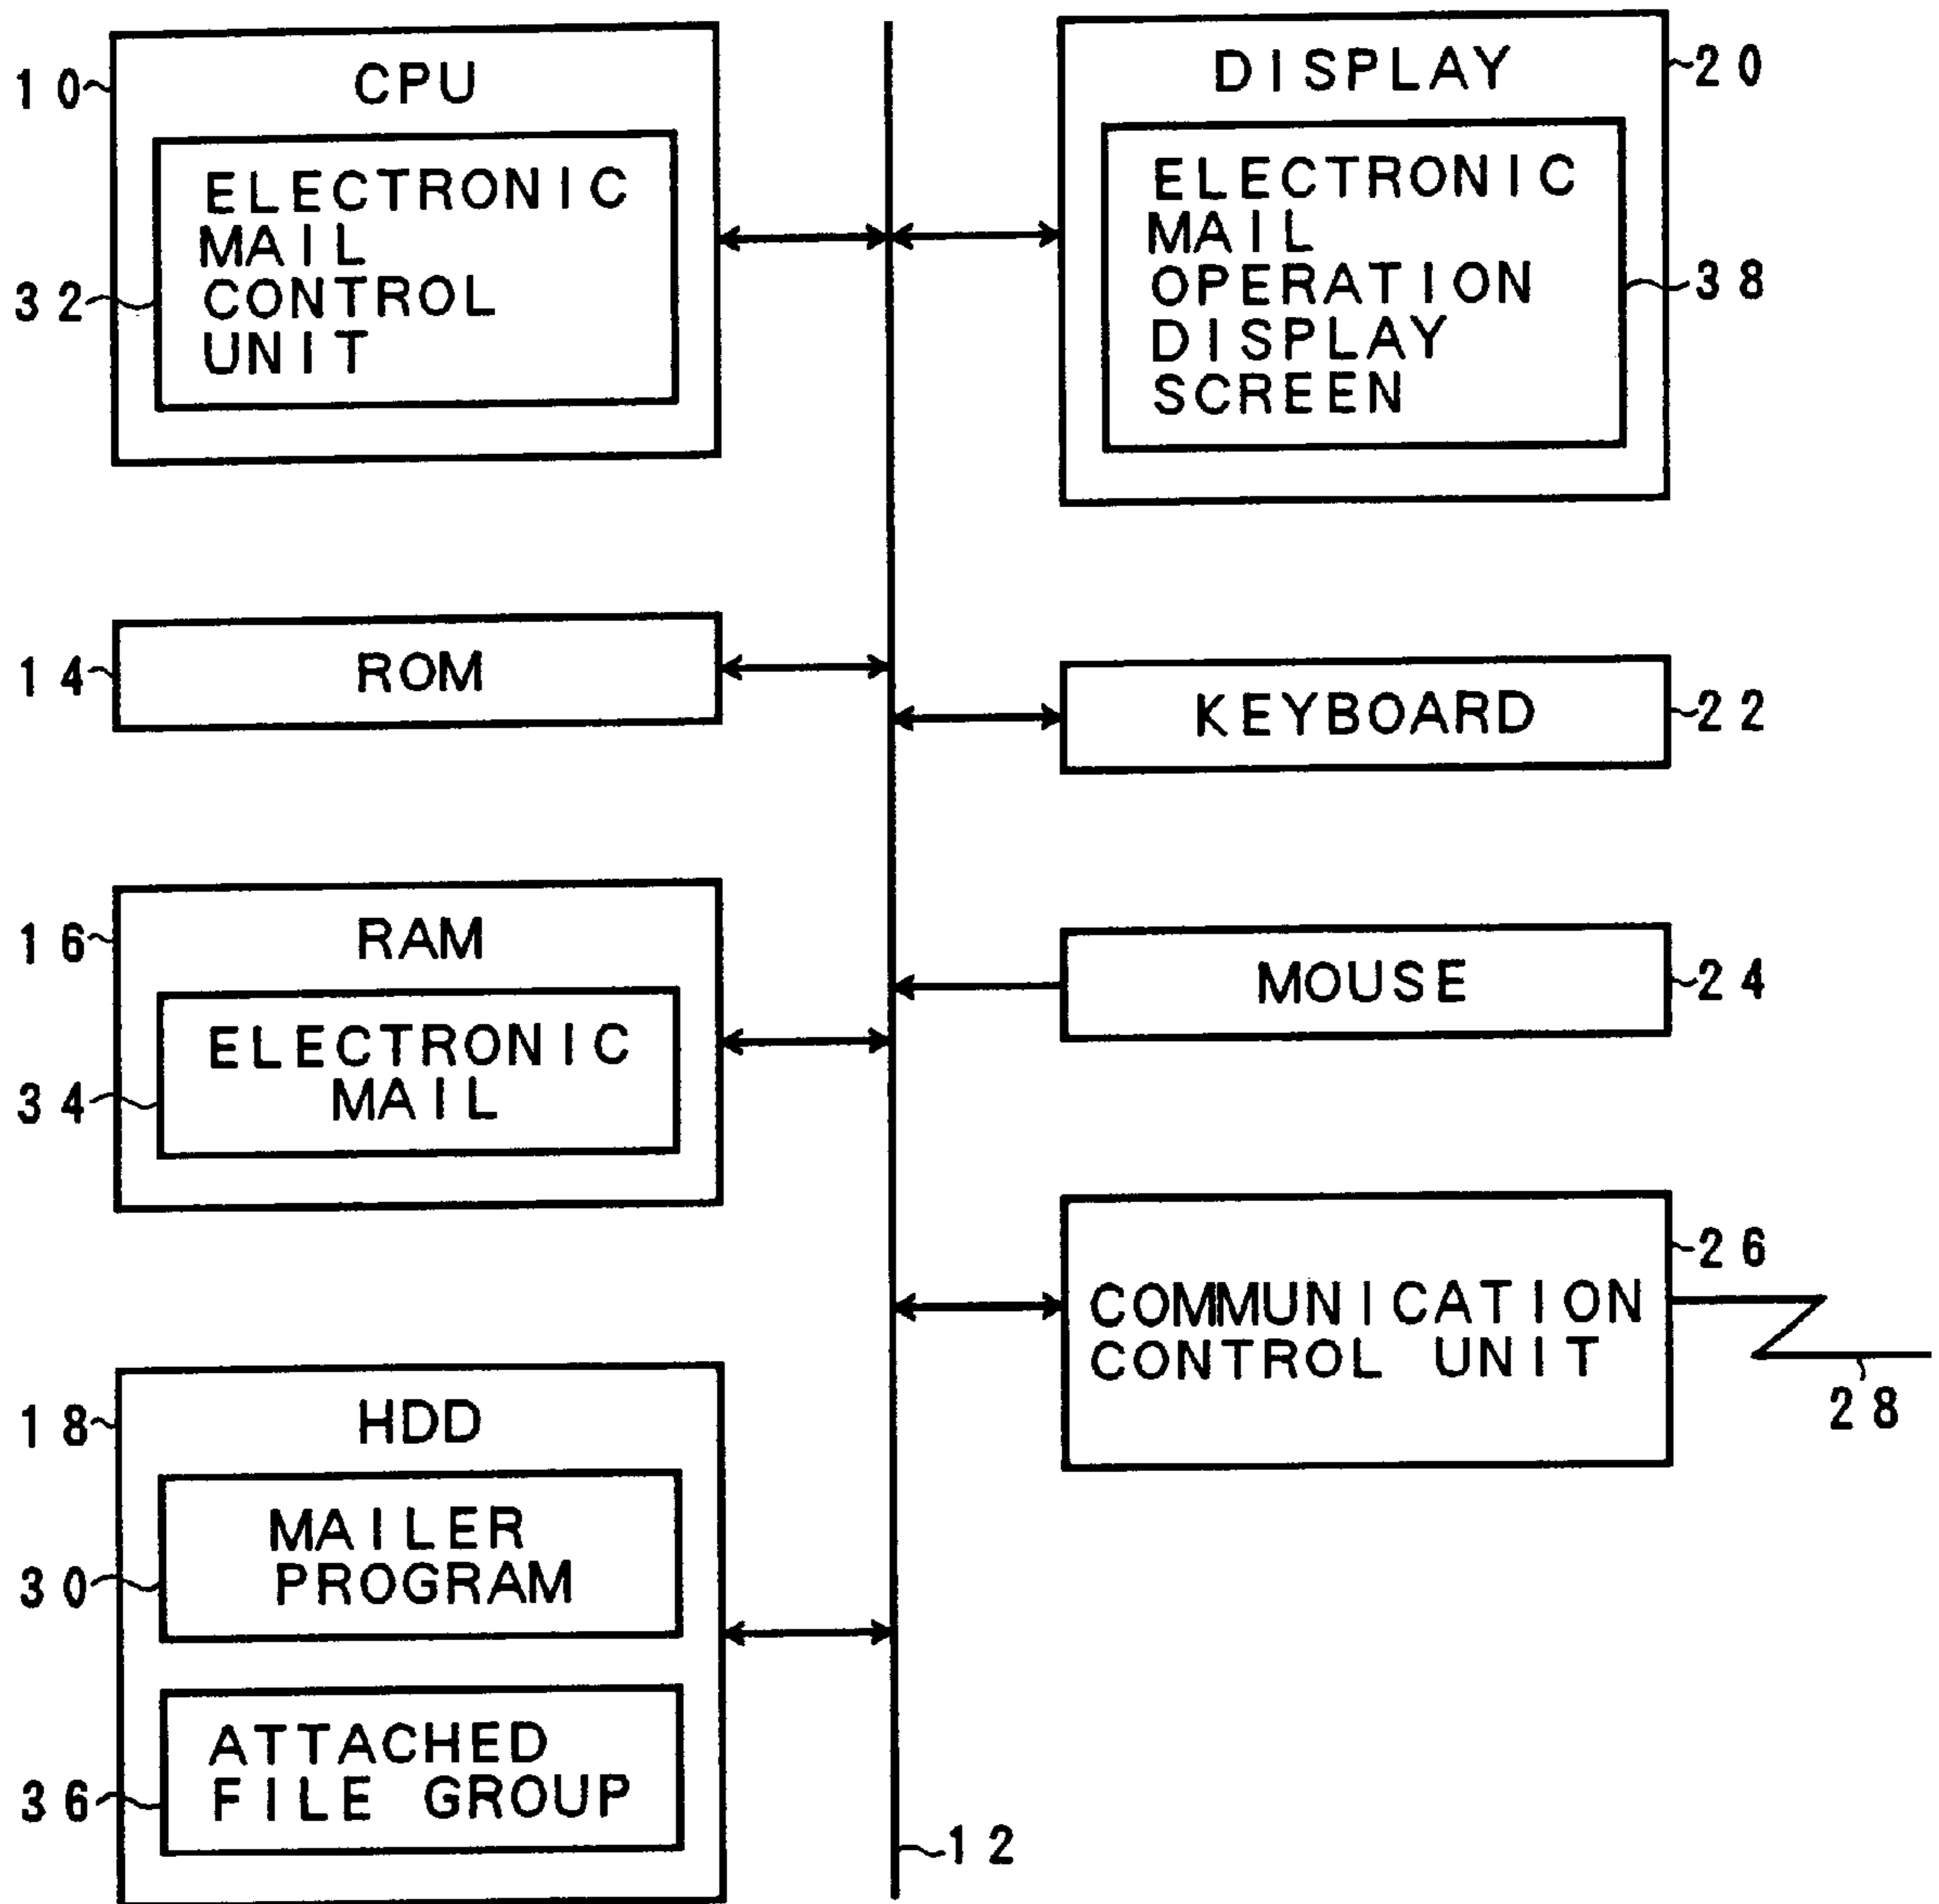 10
CPU
32
ELECTRONIC
MAIL
CONTROL
UNIT
14
ROM
16
RAM
34
ELECTRONIC
MAIL
18
HDD
30
MAILER
PROGRAM
36
ATTACHED
FILE GROUP
12
DISPLAY
20
ELECTRONIC
MAIL
OPERATION
DISPLAY
SCREEN
38
KEYBOARD
22
MOUSE
24
COMMUNICATION
CONTROL UNIT
26
28